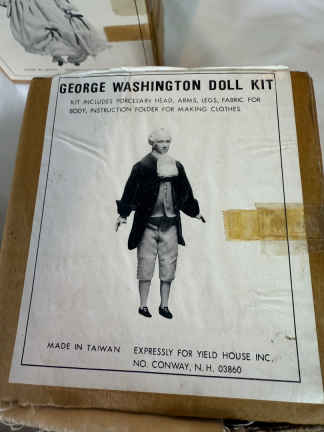 GEORGE WASHINGTON DOLL KIT
KIT INCLUDES PORCELAIN HEAD, ARMS, LEGS, FABRIC FOR
BODY, INSTRUCTION FOLDER FOR MAKING CLOTHES.
MADE IN TAIWAN EXPRESSLY FOR YIELD HOUSE INC.
NO. CONWAY, N. H. 03860